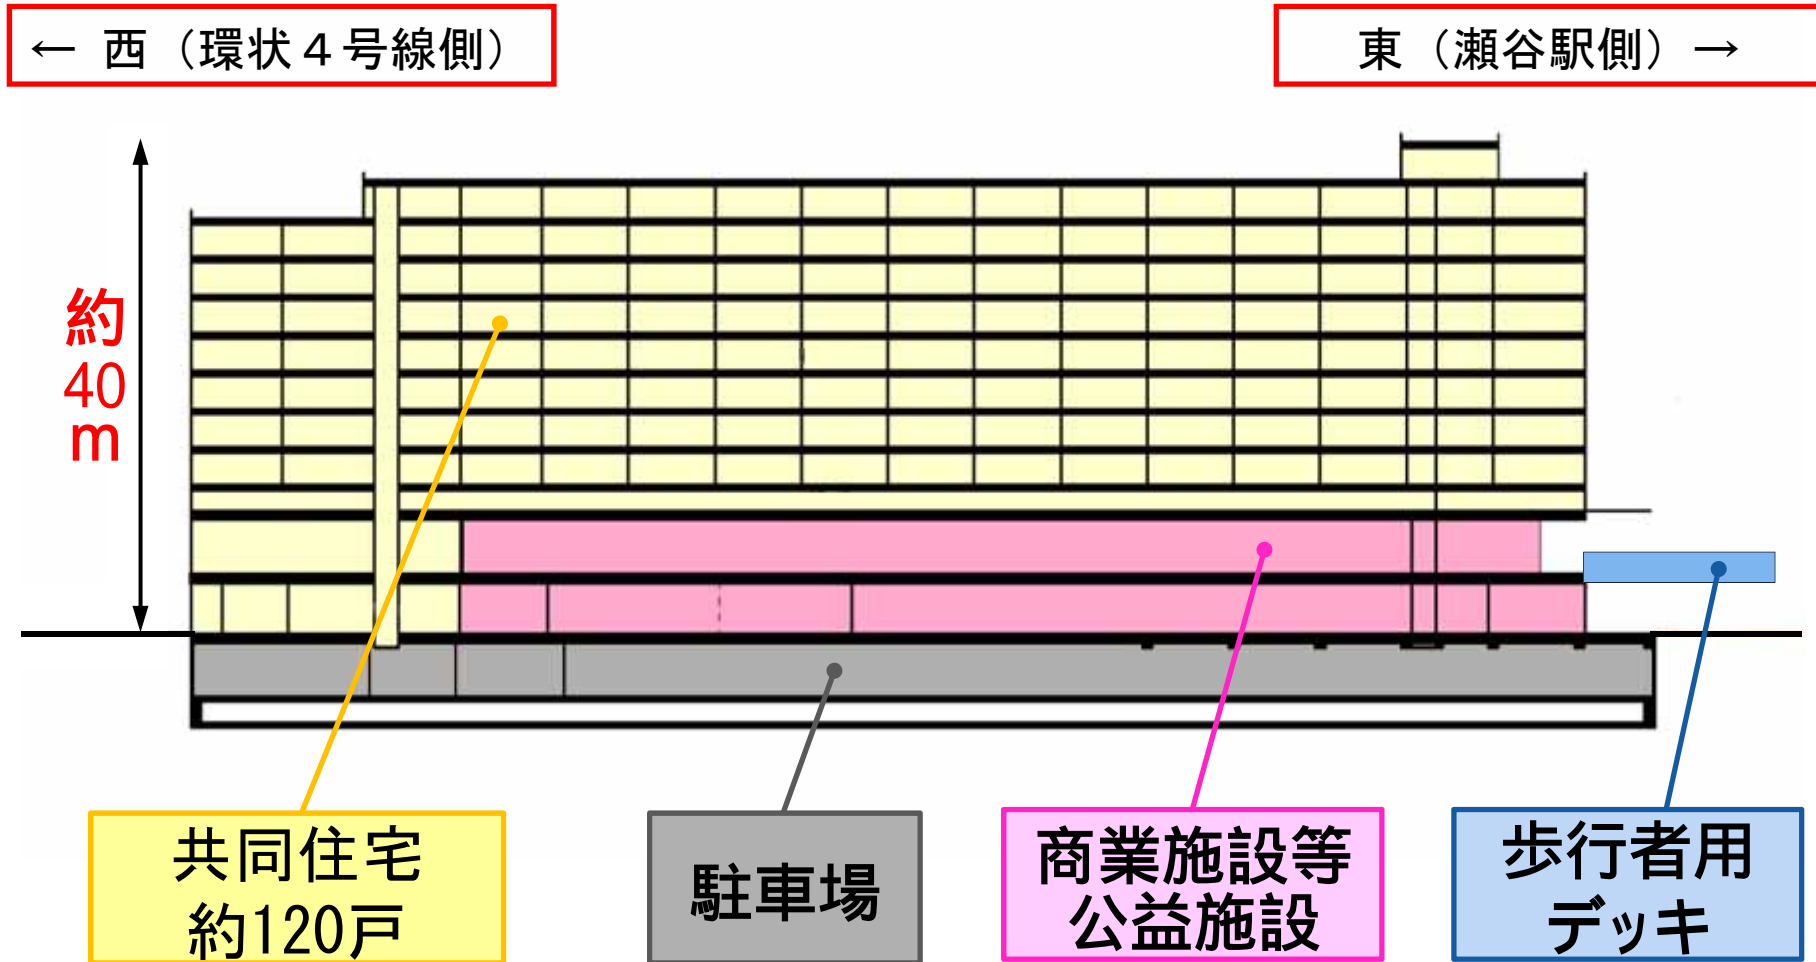 ← 西（環状４号線側）
東（瀬谷駅側）→
約
40
m
共同住宅
約120戸
駐車場
商業施設等
公益施設
歩行者用
デッキ